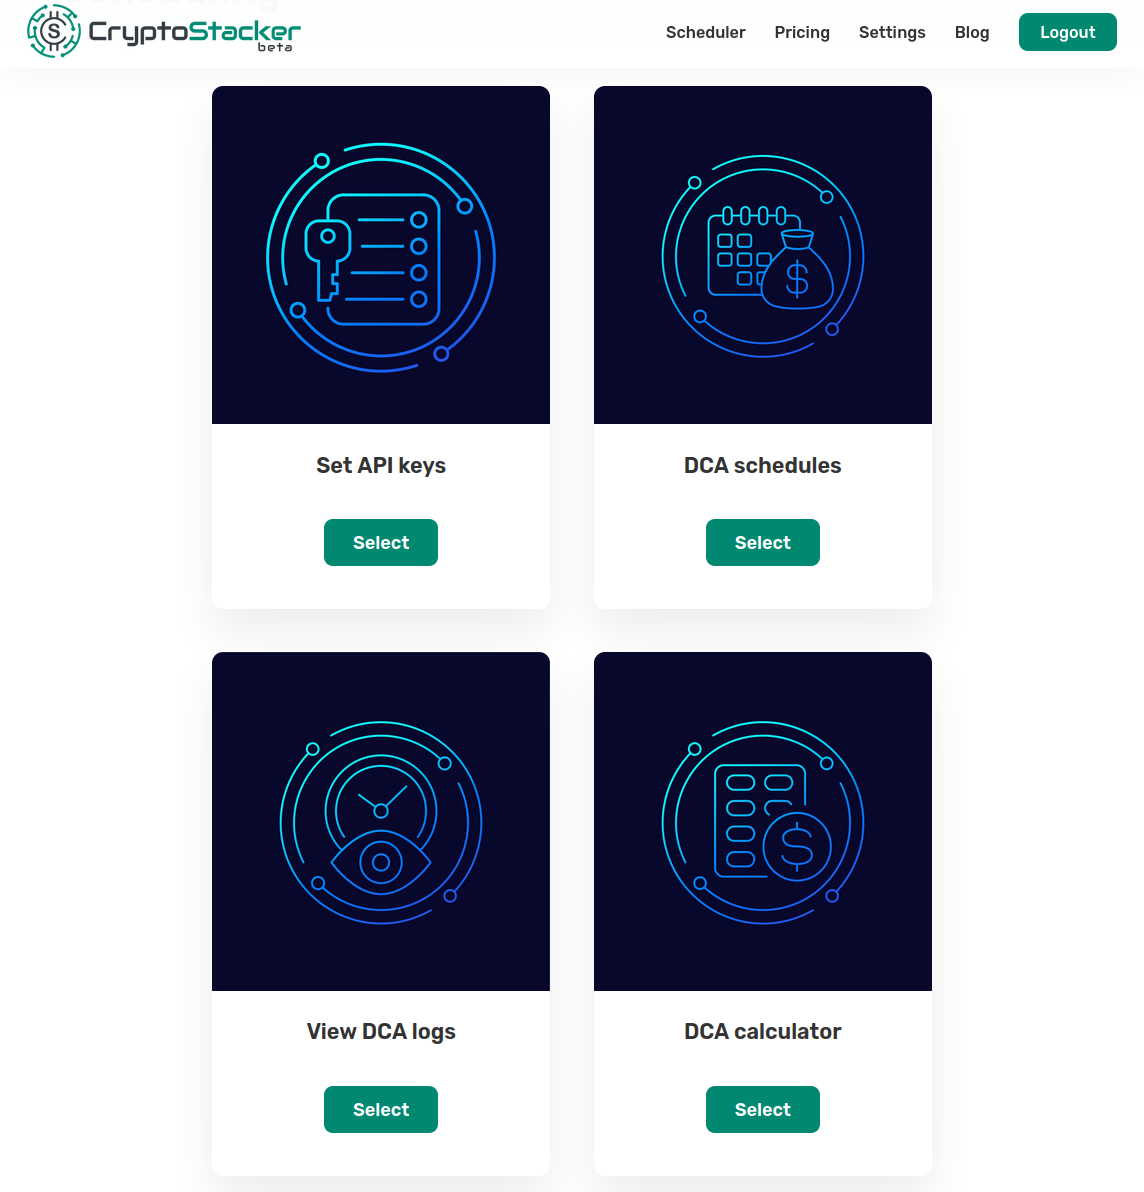 CryptoStacker
beta
Scheduler Pricing Settings Blog Logout
Set API keys DCA schedules
Select Select
View DCA logs DCA calculator
Select Select